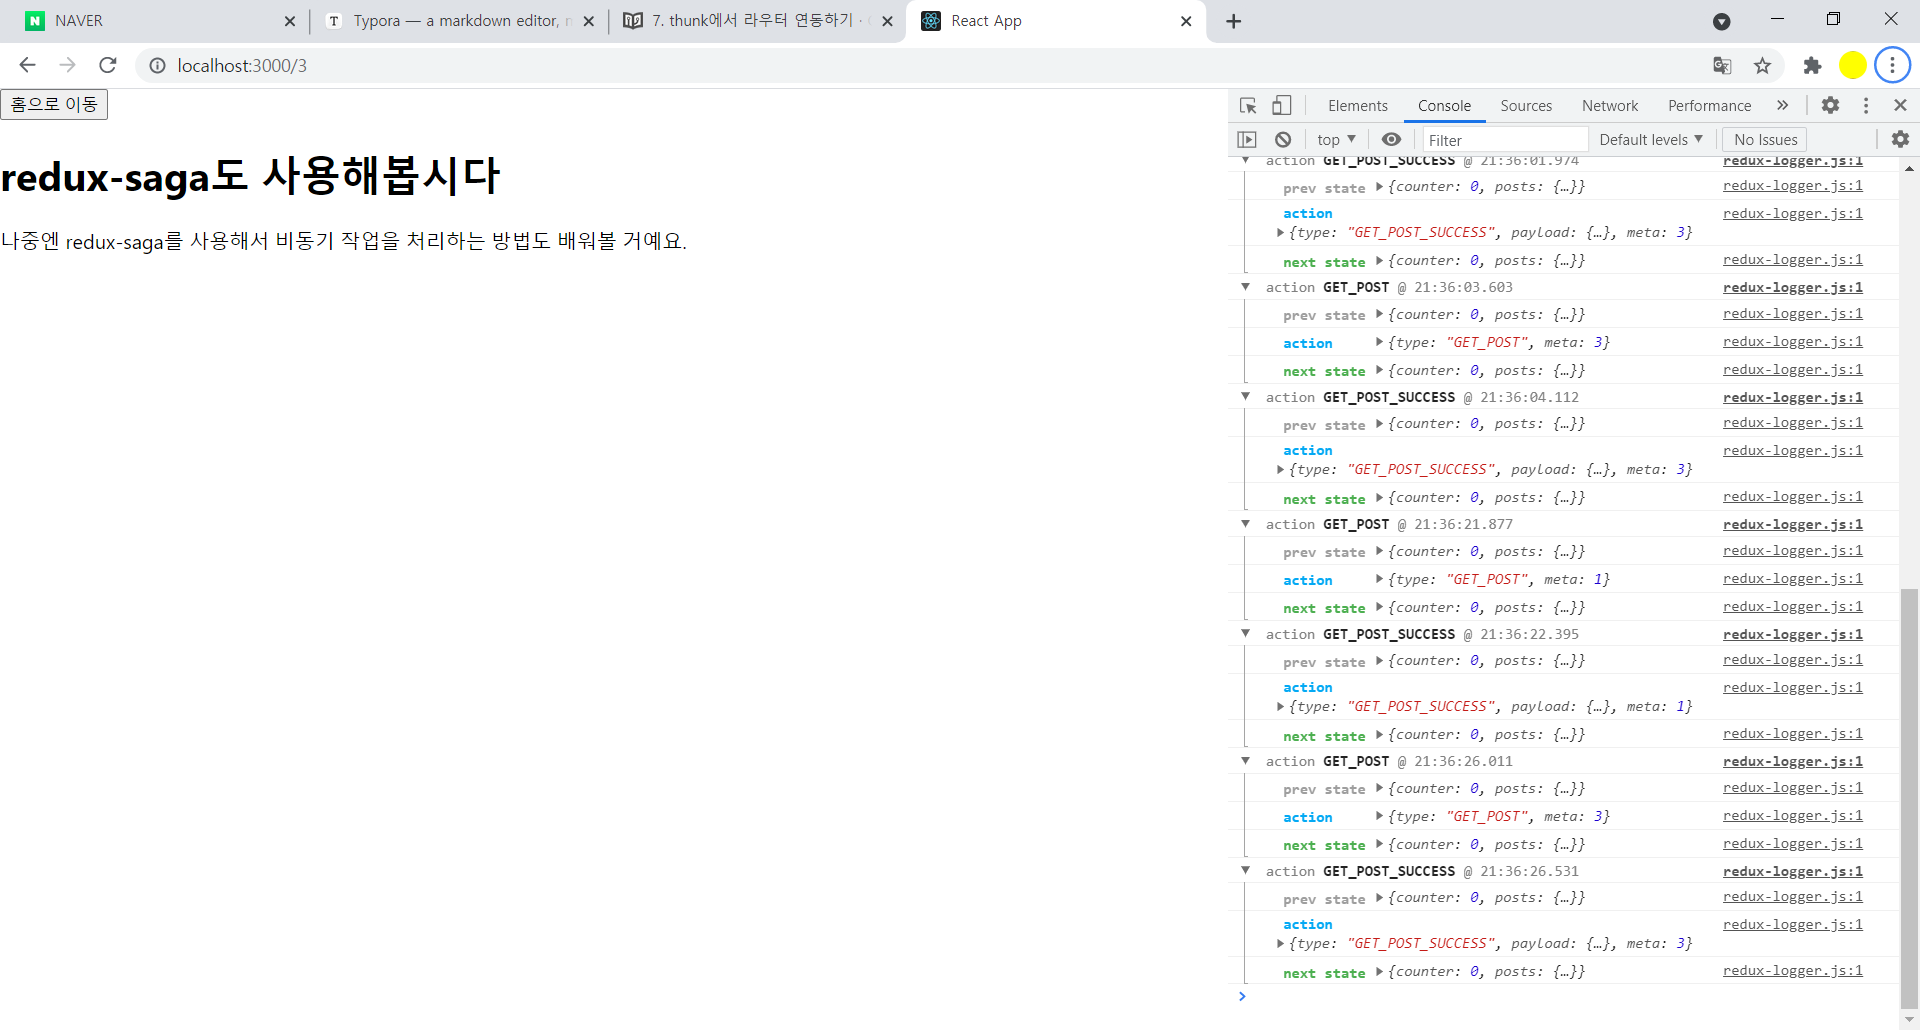 NAVER
Typora — a markdown editor, n
7. thunk에서 라우터 연동하기 ·
React App
localhost:3000/3
홈으로 이동
redux-saga도 사용해봅시다
나중엔 redux-saga를 사용해서 비동기 작업을 처리하는 방법도 배워볼 거예요.
Elements Console Sources Network Performance »
top ▼ Filter Default levels ▼ No Issues
▼ action GET_POST_SUCCESS @ 21:36:01.974 redux-logger.js:1
prev state ▶{counter: 0, posts: {…}} redux-logger.js:1
action redux-logger.js:1
▶{type: "GET_POST_SUCCESS", payload: {…}, meta: 3}
next state ▶{counter: 0, posts: {…}} redux-logger.js:1
▼ action GET_POST @ 21:36:03.603 redux-logger.js:1
prev state ▶{counter: 0, posts: {…}} redux-logger.js:1
action ▶{type: "GET_POST", meta: 3} redux-logger.js:1
next state ▶{counter: 0, posts: {…}} redux-logger.js:1
▼ action GET_POST_SUCCESS @ 21:36:04.112 redux-logger.js:1
prev state ▶{counter: 0, posts: {…}} redux-logger.js:1
action redux-logger.js:1
▶{type: "GET_POST_SUCCESS", payload: {…}, meta: 3}
next state ▶{counter: 0, posts: {…}} redux-logger.js:1
▼ action GET_POST @ 21:36:21.877 redux-logger.js:1
prev state ▶{counter: 0, posts: {…}} redux-logger.js:1
action ▶{type: "GET_POST", meta: 1} redux-logger.js:1
next state ▶{counter: 0, posts: {…}} redux-logger.js:1
▼ action GET_POST_SUCCESS @ 21:36:22.395 redux-logger.js:1
prev state ▶{counter: 0, posts: {…}} redux-logger.js:1
action redux-logger.js:1
▶{type: "GET_POST_SUCCESS", payload: {…}, meta: 1}
next state ▶{counter: 0, posts: {…}} redux-logger.js:1
▼ action GET_POST @ 21:36:26.011 redux-logger.js:1
prev state ▶{counter: 0, posts: {…}} redux-logger.js:1
action ▶{type: "GET_POST", meta: 3} redux-logger.js:1
next state ▶{counter: 0, posts: {…}} redux-logger.js:1
▼ action GET_POST_SUCCESS @ 21:36:26.531 redux-logger.js:1
prev state ▶{counter: 0, posts: {…}} redux-logger.js:1
action redux-logger.js:1
▶{type: "GET_POST_SUCCESS", payload: {…}, meta: 3}
next state ▶{counter: 0, posts: {…}} redux-logger.js:1
>